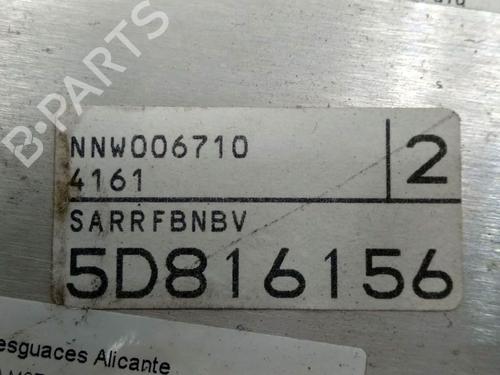 NNW006710
4161
2
SARRFBNBV
5D816156
esguaces Alicante
B-PARTS